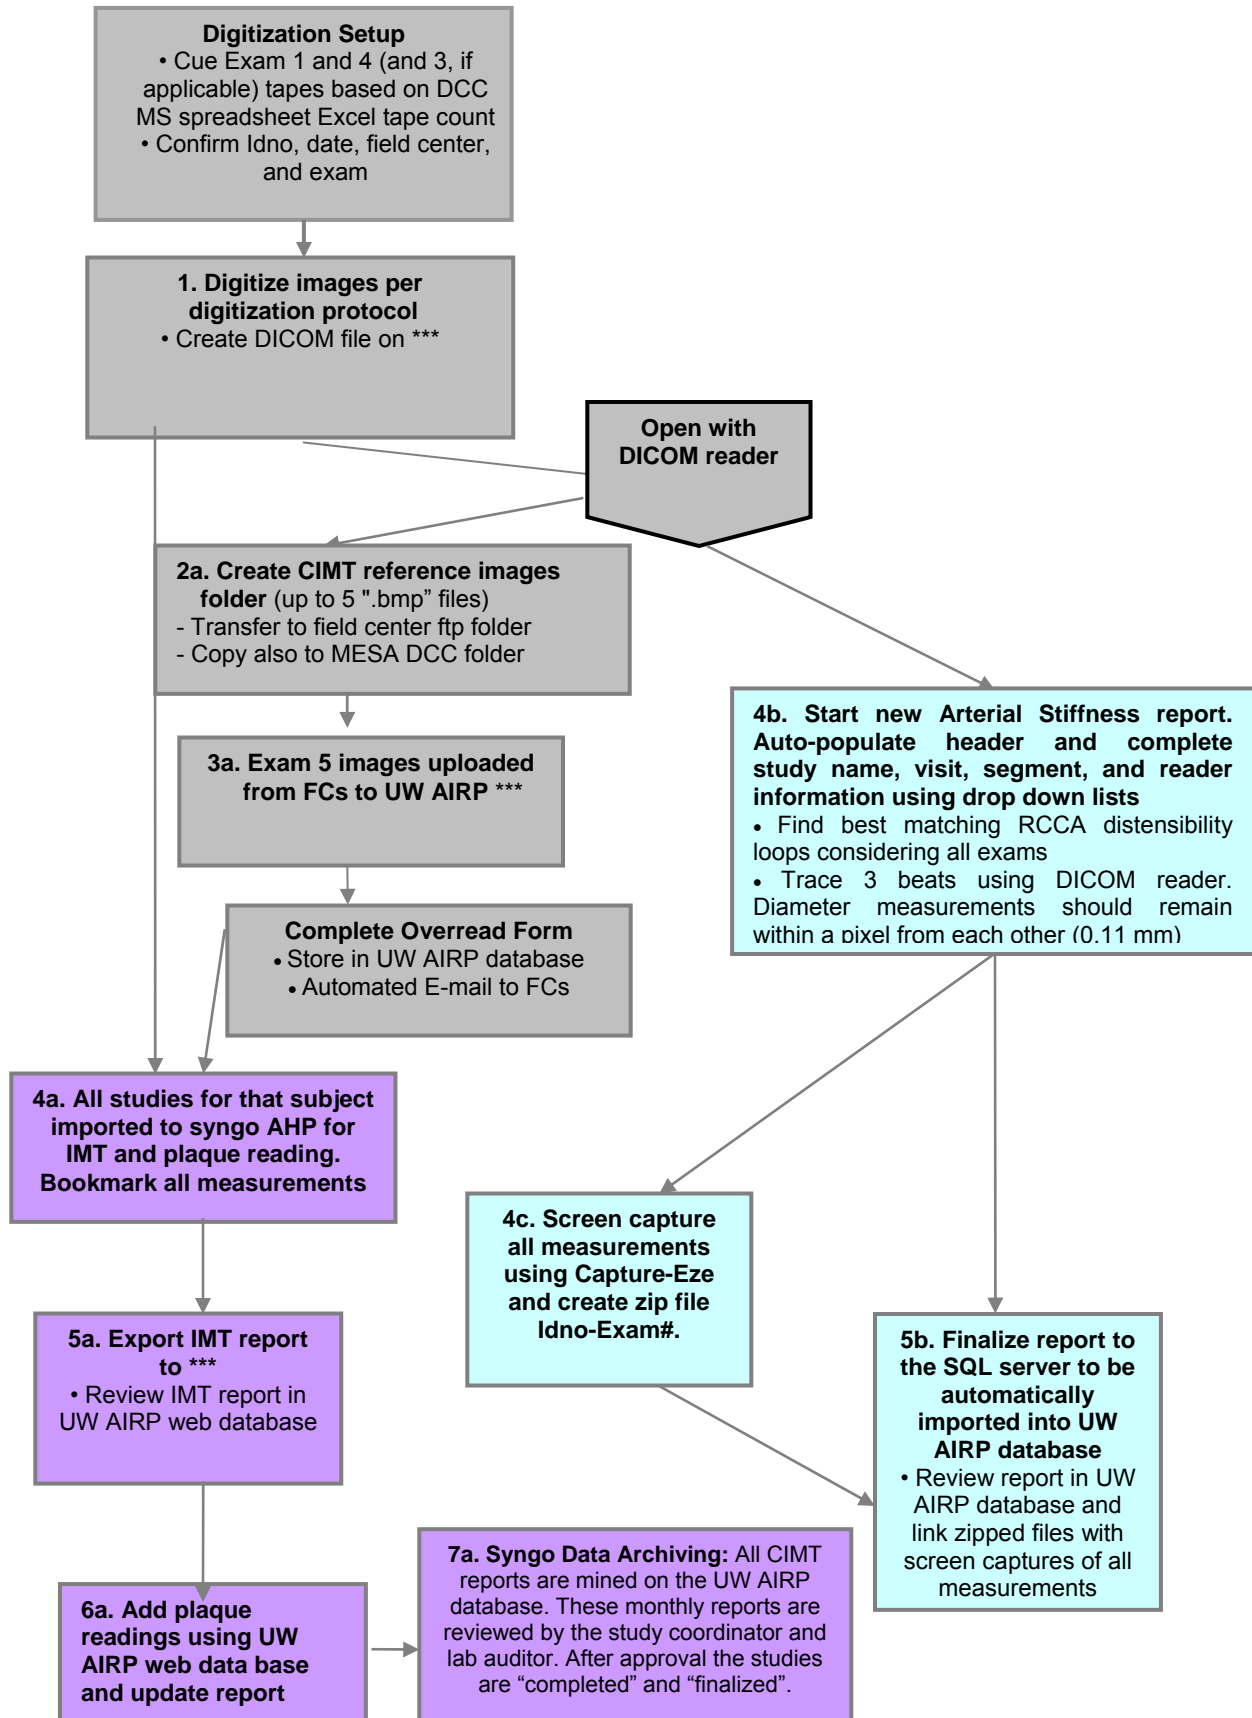 Digitization Setup
• Cue Exam 1 and 4 (and 3, if
applicable) tapes based on DCC
MS spreadsheet Excel tape count
• Confirm Idno, date, field center,
and exam
1. Digitize images per
digitization protocol
• Create DICOM file on ***
Open with
DICOM reader
2a. Create CIMT reference images
folder (up to 5 ".bmp” files)
- Transfer to field center ftp folder
- Copy also to MESA DCC folder
3a. Exam 5 images uploaded
from FCs to UW AIRP ***
Complete Overread Form
• Store in UW AIRP database
• Automated E-mail to FCs
4a. All studies for that subject
imported to syngo AHP for
IMT and plaque reading.
Bookmark all measurements
5a. Export IMT report
to ***
• Review IMT report in
UW AIRP web database
6a. Add plaque
readings using UW
AIRP web data base
and update report
7a. Syngo Data Archiving: All CIMT
reports are mined on the UW AIRP
database. These monthly reports are
reviewed by the study coordinator and
lab auditor. After approval the studies
are “completed” and “finalized”.
4b. Start new Arterial Stiffness report.
Auto-populate header and complete
study name, visit, segment, and reader
information using drop down lists
• Find best matching RCCA distensibility
loops considering all exams
• Trace 3 beats using DICOM reader.
Diameter measurements should remain
within a pixel from each other (0.11 mm)
4c. Screen capture
all measurements
using Capture-Eze
and create zip file
Idno-Exam#.
5b. Finalize report to
the SQL server to be
automatically
imported into UW
AIRP database
• Review report in UW
AIRP database and
link zipped files with
screen captures of all
measurements